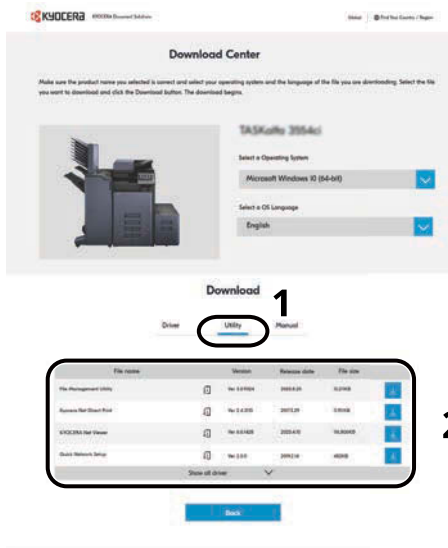 KYOCERA KYOCERA Document Solutions
Global Find Your Country / Region
Download Center
Make sure the product name you selected is correct and select your operating system and the language of the file you are downloading. Select the file
you want to download and click the Download button. The download begins.
TASKalfa 3554ci
Select a Operating System
Microsoft Windows 10 (64-bit)
Select a OS Language
English
Download
1
Driver Utility Manual
File name Version Release date File size
File Management Utility
Express Net Direct Print
KYOCERA Net Viewer
Quick Network Setup
Show all driver
2
Back